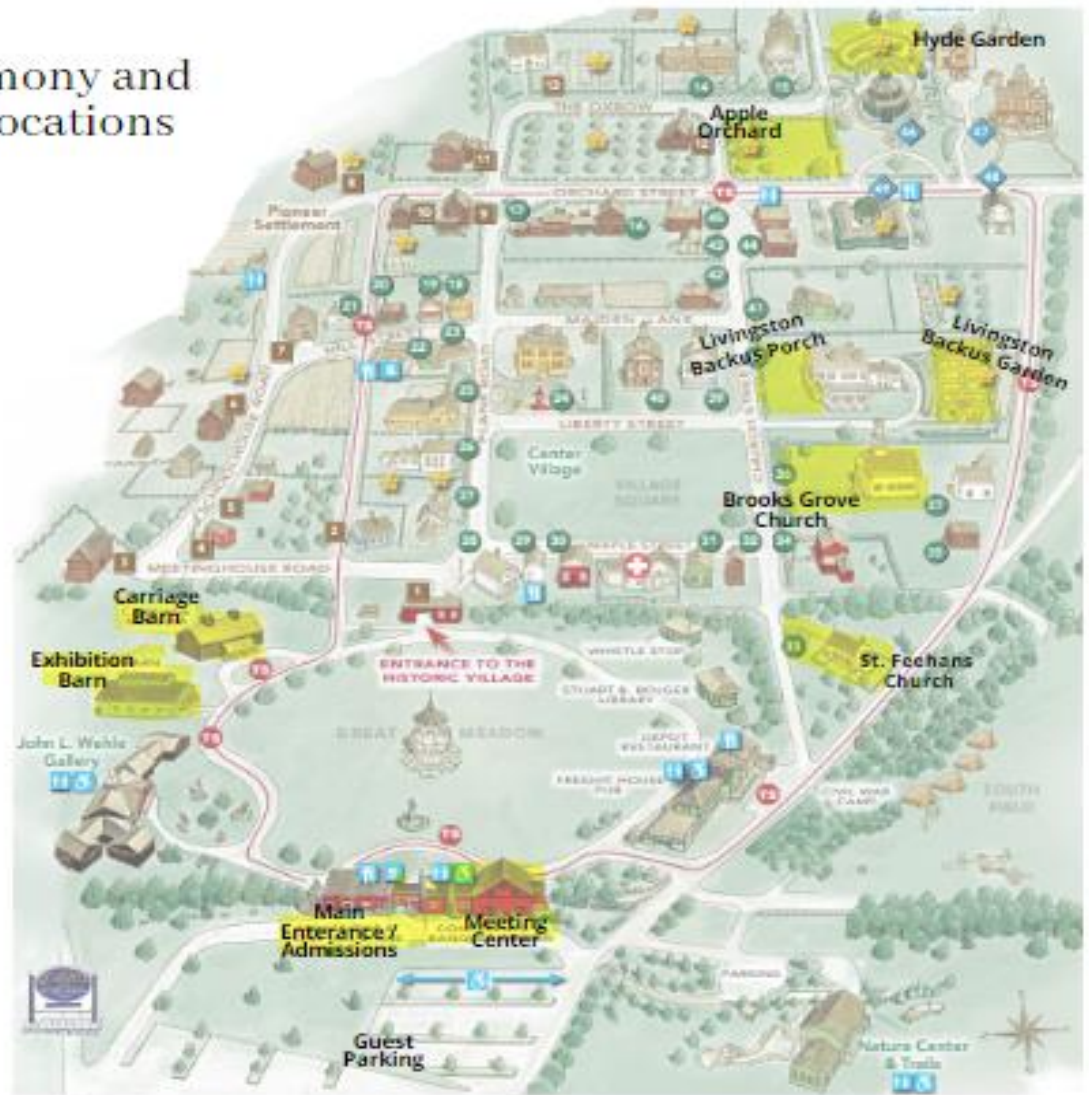 mony and
ocations
Hyde Garden
Apple
Orchard
THE OXBOW
ORCHARD STREET
Pioneer
Settlement
MAIDEN LANE
Livingston
Backus Porch
Livingston
Backus Garden
LIBERTY STREET
Center
Village
VILLAGE
SQUARE
Brooks Grove
Church
MEETINGHOUSE ROAD
Carriage
Barn
Exhibition
Barn
ENTRANCE TO THE
HISTORIC VILLAGE
WHISTLE STOP
STUART B. BOLGER
LIBRARY
St. Feehans
Church
GREAT MEADOW
DEPOT
RESTAURANT
FREIGHT HOUSE
PUB
John L. Wehle
Gallery
CIVIL WAR
CAMP
SOUTH
FIELD
Main
Enterance/
Admissions
Meeting
Center
PARKING
Guest
Parking
Nature Center
& Trails